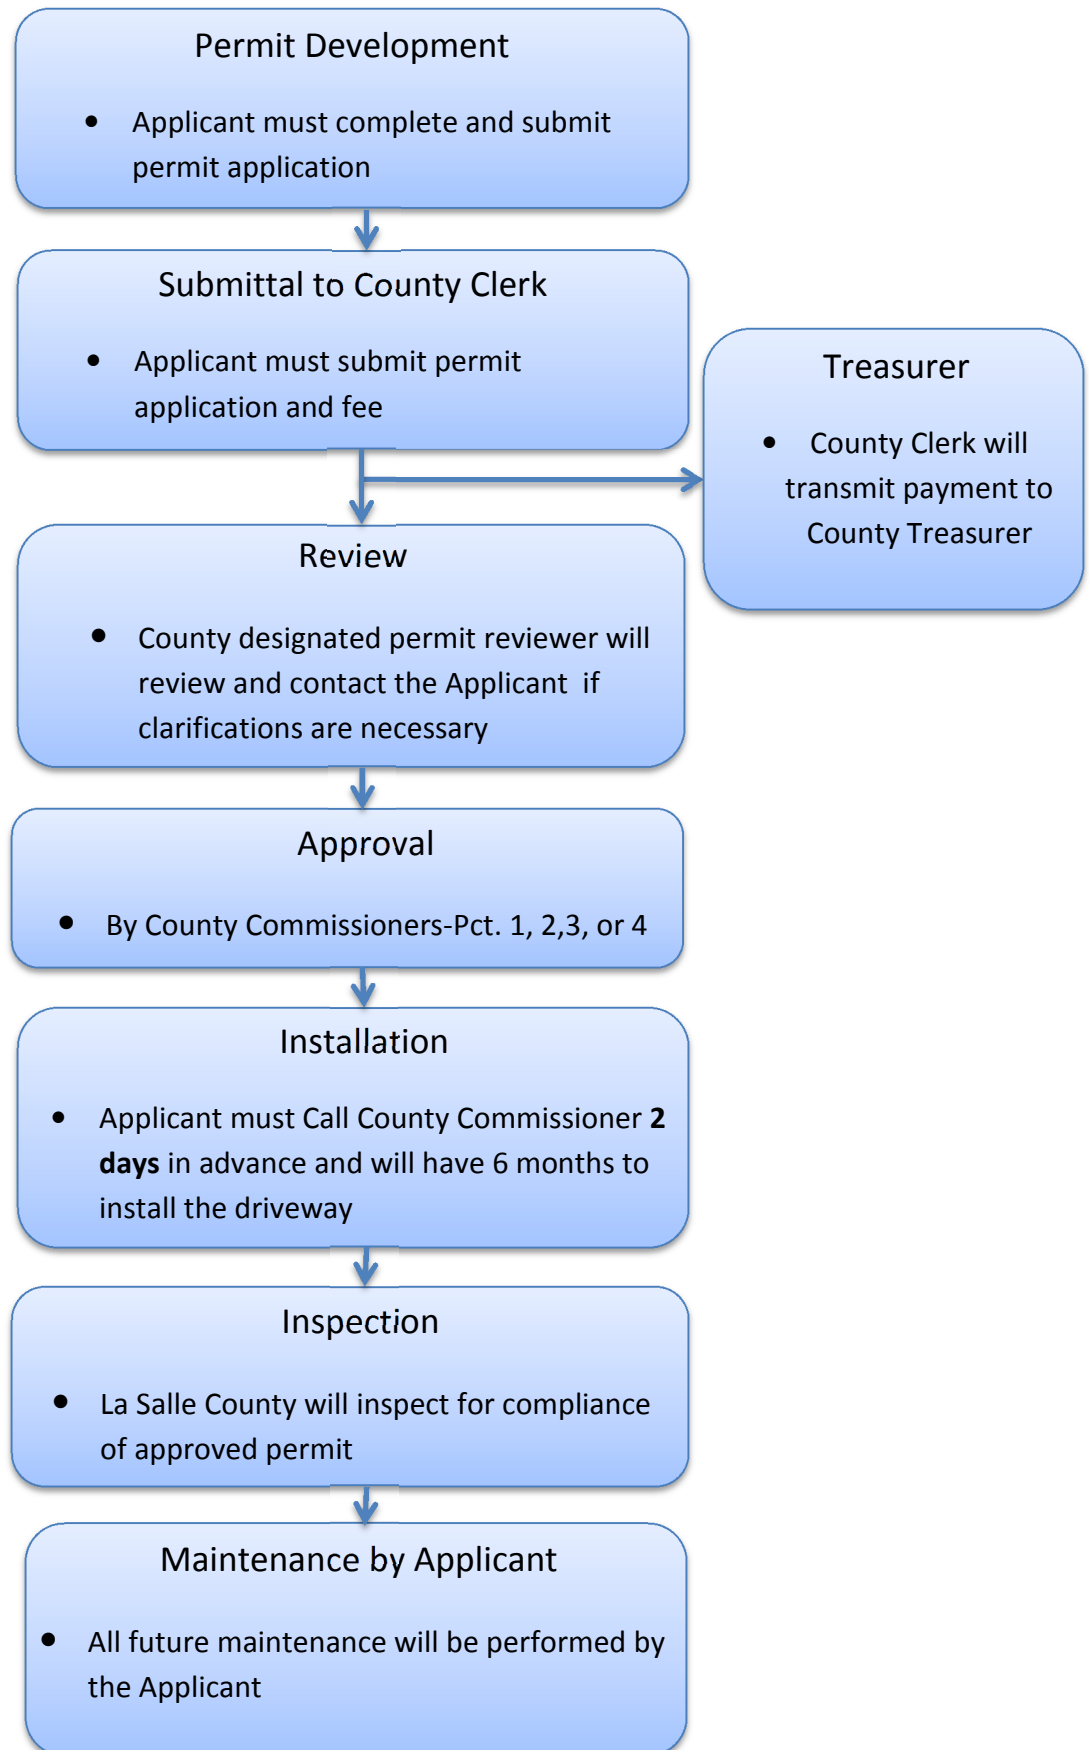 Permit Development
• Applicant must complete and submit
permit application
Submittal to County Clerk
• Applicant must submit permit
application and fee
Treasurer
• County Clerk will
transmit payment to
County Treasurer
Review
• County designated permit reviewer will
review and contact the Applicant  if
clarifications are necessary
Approval
• By County Commissioners-Pct. 1, 2,3, or 4
Installation
• Applicant must Call County Commissioner 2
days in advance and will have 6 months to
install the driveway
Inspection
• La Salle County will inspect for compliance
of approved permit
Maintenance by Applicant
• All future maintenance will be performed by
the Applicant